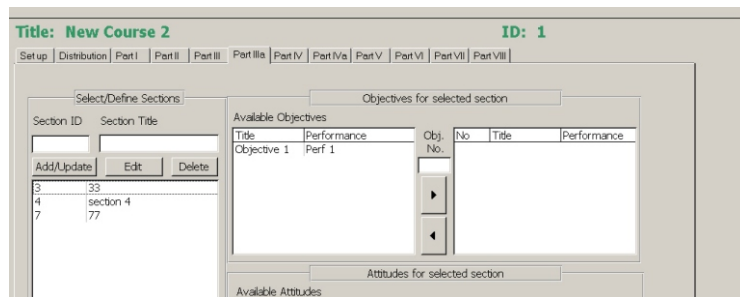 Title: New Course 2 ID: 1
Set up Distribution Part I Part II Part III Part IIIa Part IV Part IVa Part V Part VI Part VII Part VIII
Select/Define Sections
Section ID Section Title
Add/Update Edit Delete
3 33
4 section 4
7 77
Objectives for selected section
Available Objectives
Title Performance
Objective 1 Perf 1
Obj. No.
No Title Performance
Attitudes for selected section
Available Attitudes